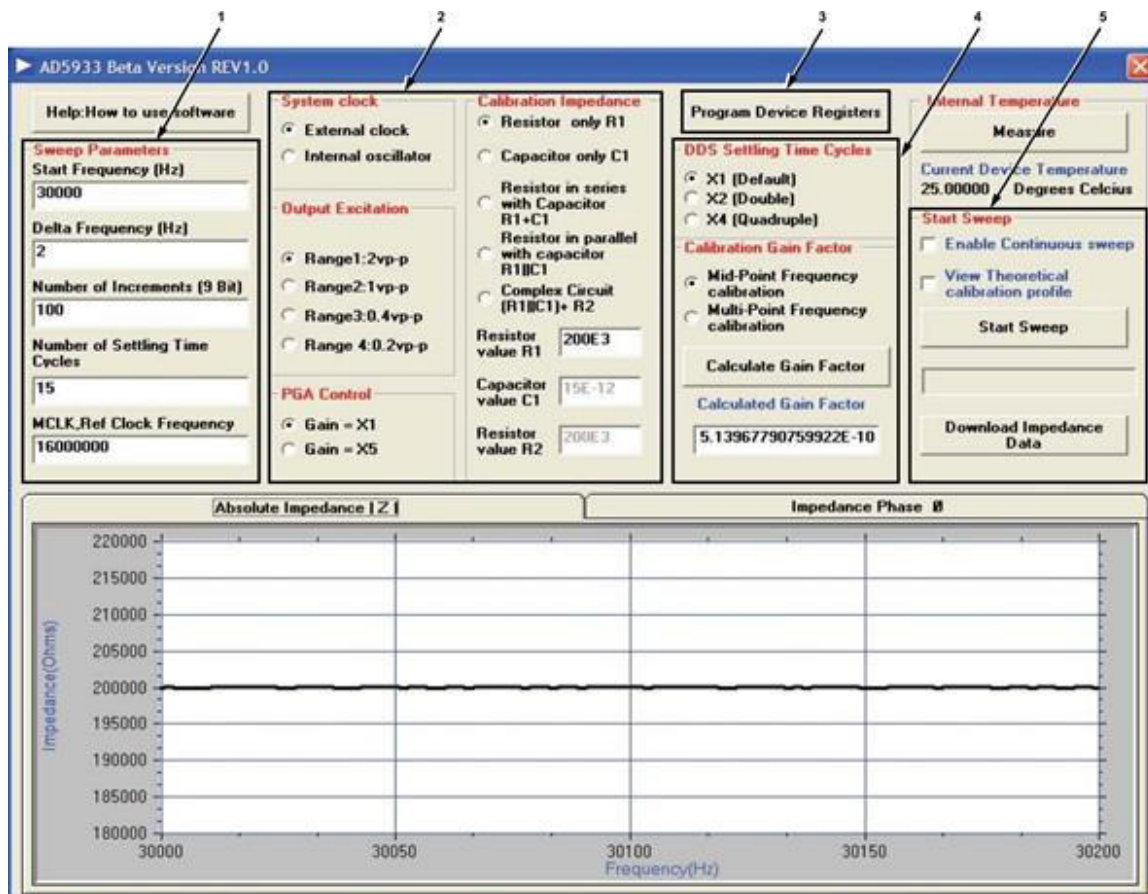 1 2 3 4 5
AD5933 Beta Version REV1.0
Help:How to use software
Sweep Parameters
Start Frequency (Hz)
30000
Delta Frequency (Hz)
2
Number of Increments (9 Bit)
100
Number of Settling Time
Cycles
15
MCLK,Ref Clock Frequency
16000000
System clock
External clock
Internal oscillator
Output Excitation
Range1:2vp-p
Range2:1vp-p
Range3:0.4vp-p
Range 4:0.2vp-p
PGA Control
Gain = X1
Gain = X5
Calibration Impedance
Resistor only R1
Capacitor only C1
Resistor in series
with Capacitor
R1+C1
Resistor in parallel
with capacitor
R1||C1
Complex Circuit
(R1||C1)+ R2
Resistor
value R1
200E3
Capacitor
value C1
15E-12
Resistor
value R2
200E3
Program Device Registers
DDS Settling Time Cycles
X1 (Default)
X2 (Double)
X4 (Quadruple)
Calibration Gain Factor
Mid-Point Frequency
calibration
Multi-Point Frequency
calibration
Calculate Gain Factor
Calculated Gain Factor
5.13967790759922E-10
Internal Temperature
Measure
Current Device Temperature
25.00000 Degrees Celcius
Start Sweep
Enable Continuous sweep
View Theoretical
calibration profile
Start Sweep
Download Impedance
Data
Absolute Impedance |Z|
Impedance Phase Ø
Impedance(Ohms)
220000
215000
210000
205000
200000
195000
190000
185000
180000
30000 30050 30100 30150 30200
Frequency(Hz)